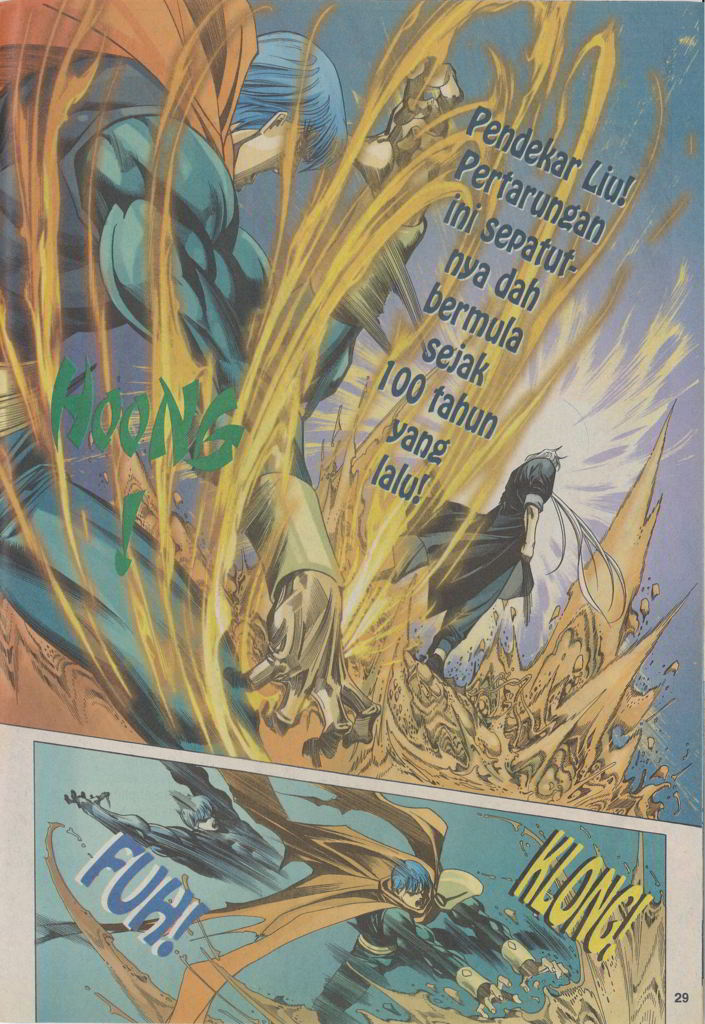 Pendekar Liu!
Pertarungan
ini sepatut-
nya dah
bermula
sejak
100 tahun
yang
lalu!
HOONG
!
FUH!
KLONG!
29